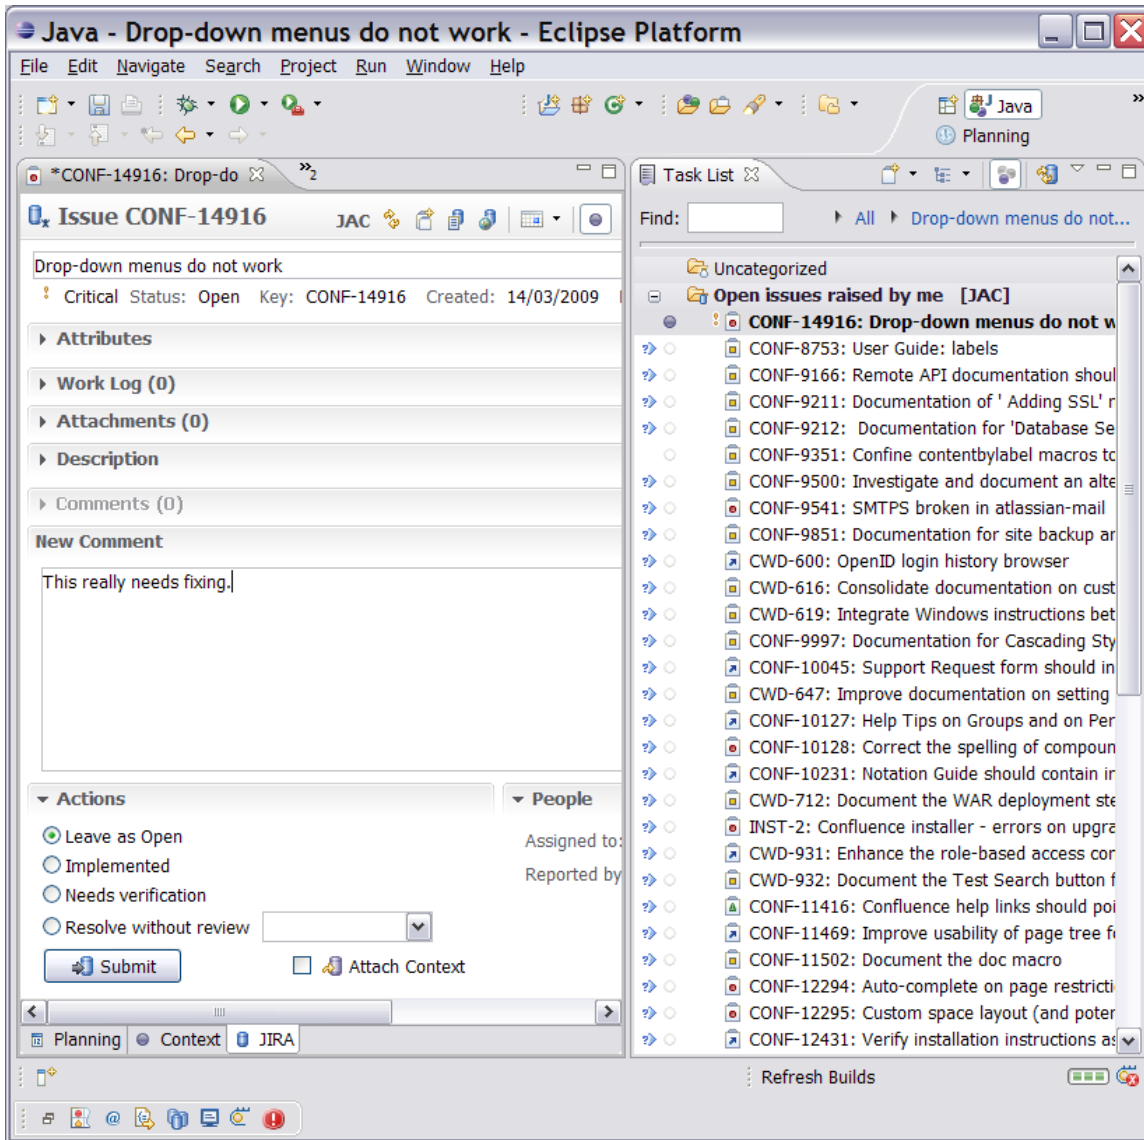 Java - Drop-down menus do not work - Eclipse Platform
File Edit Navigate Search Project Run Window Help
Java
Planning
*CONF-14916: Drop-do
»2
Issue CONF-14916 JAC
Drop-down menus do not work
Critical Status: Open Key: CONF-14916 Created: 14/03/2009
Attributes
Work Log (0)
Attachments (0)
Description
Comments (0)
New Comment
This really needs fixing.
Actions
Leave as Open
Implemented
Needs verification
Resolve without review
Submit Attach Context
People
Assigned to:
Reported by
Planning Context JIRA
Task List
Find: All Drop-down menus do not...
Uncategorized
Open issues raised by me [JAC]
CONF-14916: Drop-down menus do not w
CONF-8753: User Guide: labels
CONF-9166: Remote API documentation shoul
CONF-9211: Documentation of ' Adding SSL'
CONF-9212: Documentation for 'Database Se
CONF-9351: Confine contentbylabel macros to
CONF-9500: Investigate and document an alte
CONF-9541: SMTPS broken in atlassian-mail
CONF-9851: Documentation for site backup ar
CWD-600: OpenID login history browser
CWD-616: Consolidate documentation on cust
CWD-619: Integrate Windows instructions bet
CONF-9997: Documentation for Cascading Sty
CONF-10045: Support Request form should in
CWD-647: Improve documentation on setting
CONF-10127: Help Tips on Groups and on Per
CONF-10128: Correct the spelling of compoun
CONF-10231: Notation Guide should contain ir
CWD-712: Document the WAR deployment ste
INST-2: Confluence installer - errors on upgra
CWD-931: Enhance the role-based access cor
CWD-932: Document the Test Search button f
CONF-11416: Confluence help links should poi
CONF-11469: Improve usability of page tree fe
CONF-11502: Document the doc macro
CONF-12294: Auto-complete on page restricti
CONF-12295: Custom space layout (and poter
CONF-12431: Verify installation instructions as
Refresh Builds